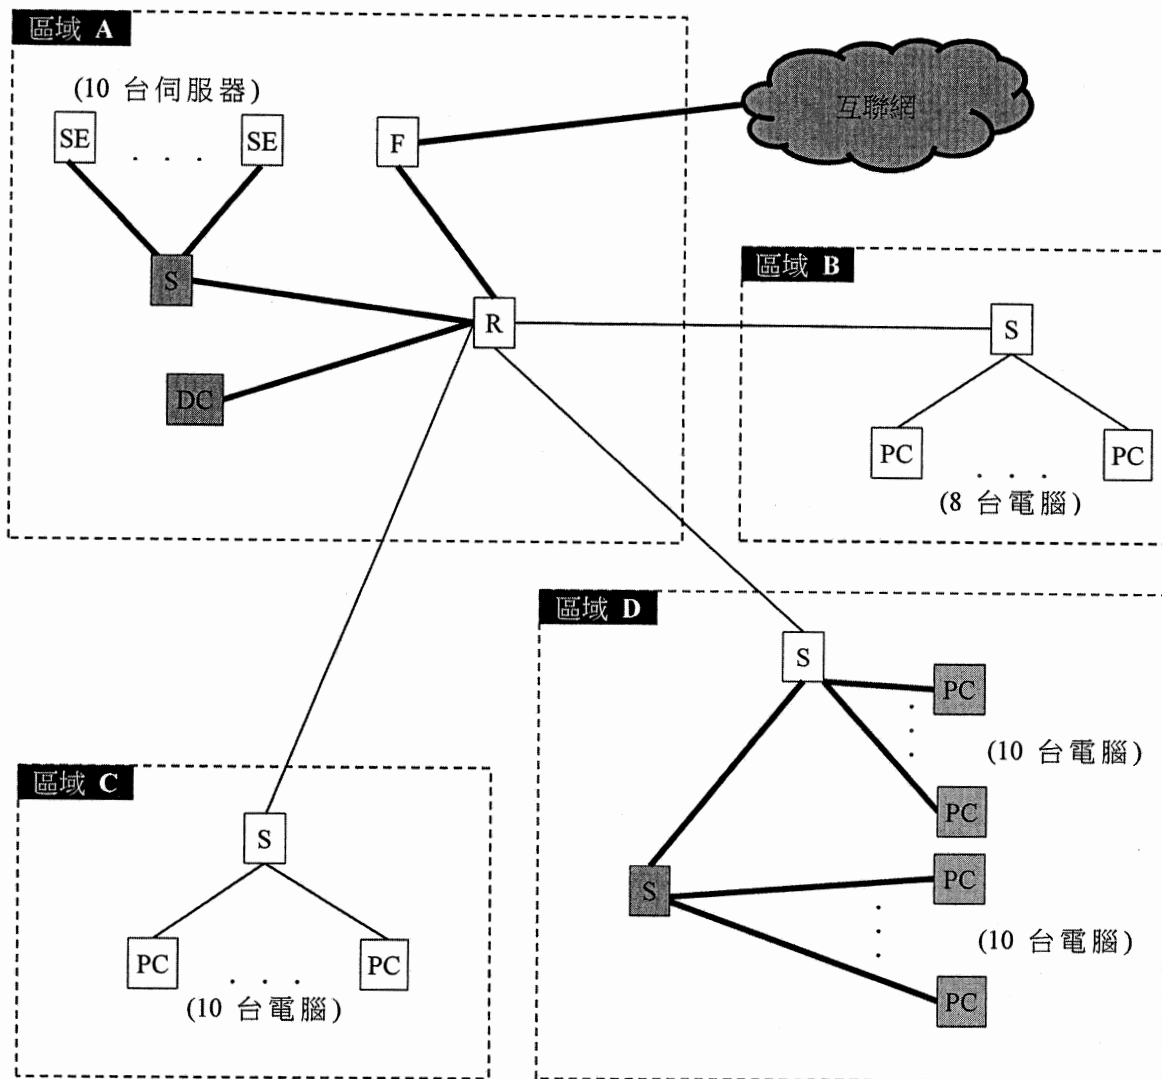 區域 A
(10 台伺服器)
SE
. . .
SE
F
互聯網
S
R
DC
區域 B
S
PC
. . .
PC
(8 台電腦)
區域 D
S
PC
.
.
.
(10 台電腦)
PC
S
PC
.
.
.
(10 台電腦)
PC
區域 C
S
PC
. . .
PC
(10 台電腦)